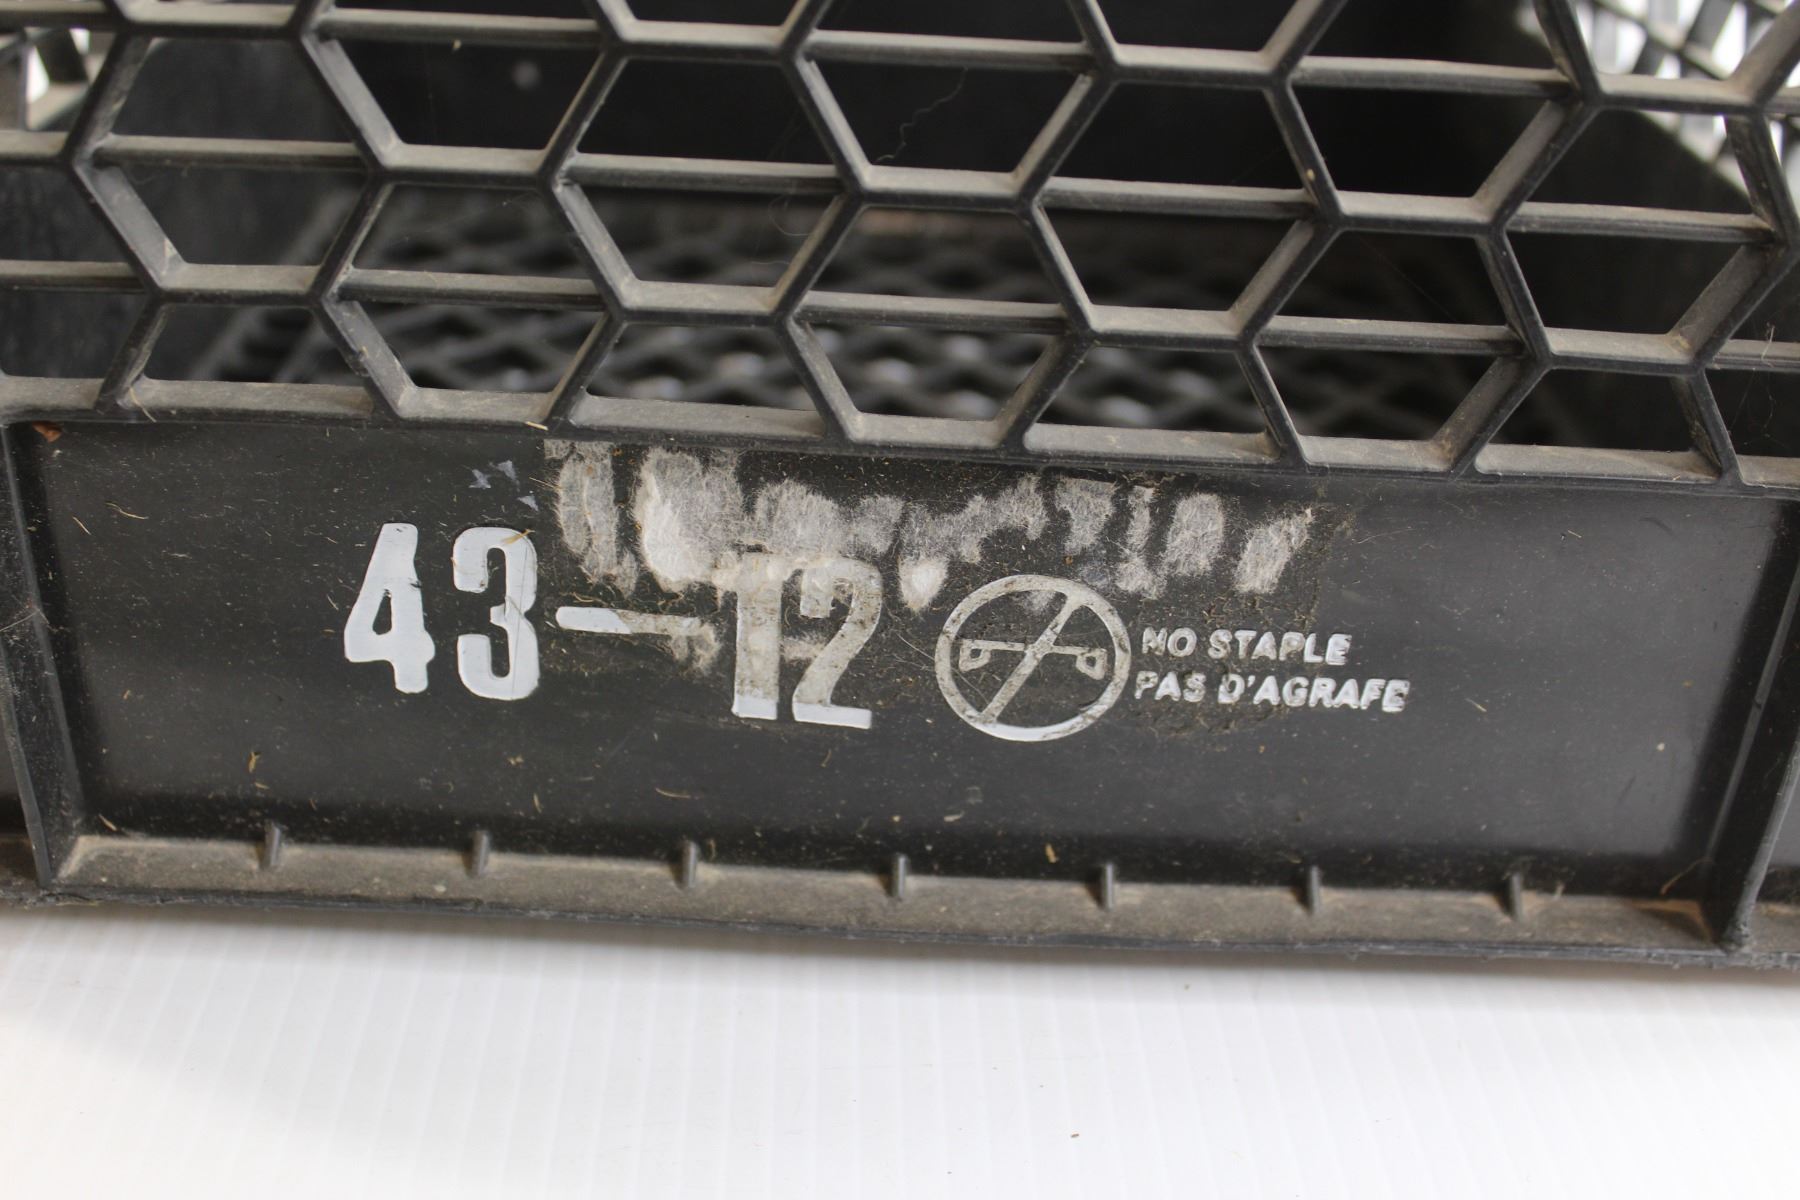 43-12
NO STAPLE
PAS D'AGRAFE